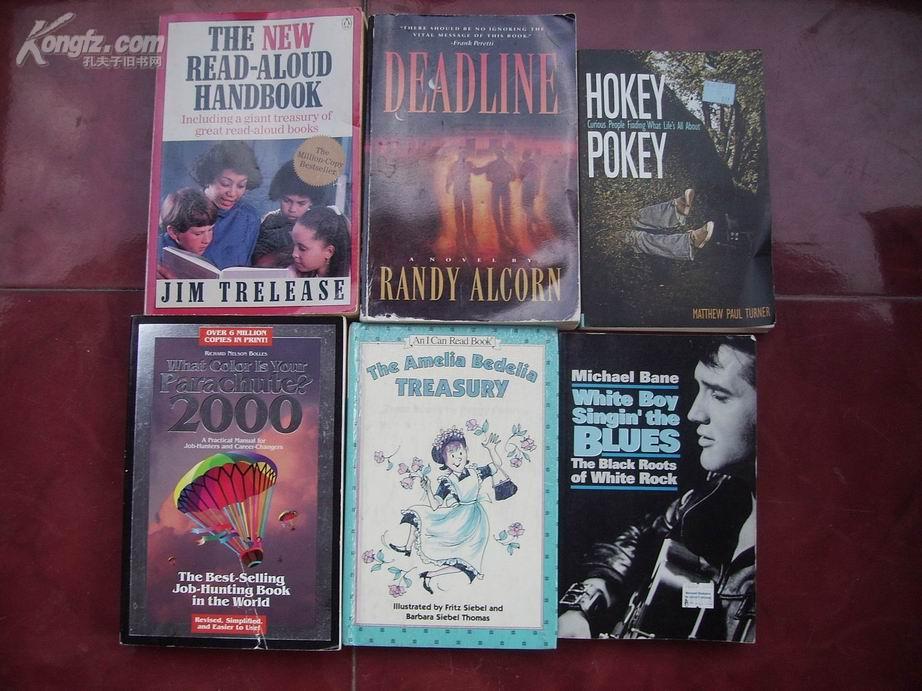 Kongfz.com
孔夫子旧书网
THE NEW
READ-ALOUD
HANDBOOK
Including a giant treasury of
great read-aloud books
The
Million-Copy
Bestseller
JIM TRELEASE
"THERE SHOULD BE NO IGNORING THE
VITAL MESSAGE OF THIS BOOK."
-Frank Peretti
DEADLINE
A NOVEL BY
RANDY ALCORN
HOKEY
Curious People Finding What Life's All About
POKEY
MATTHEW PAUL TURNER
OVER 6 MILLION
COPIES IN PRINT!
RICHARD NELSON BOLLES
What Color Is Your
Parachute?
2000
A Practical Manual for
Job-Hunters and Career-Changers
The Best-Selling
Job-Hunting Book
in the World
Revised, Simplified,
and Easier to Use!
An I Can Read Book
The Amelia Bedelia
TREASURY
Illustrated by Fritz Siebel and
Barbara Siebel Thomas
Michael Bane
White Boy
Singin' the
BLUES
The Black Roots
of White Rock